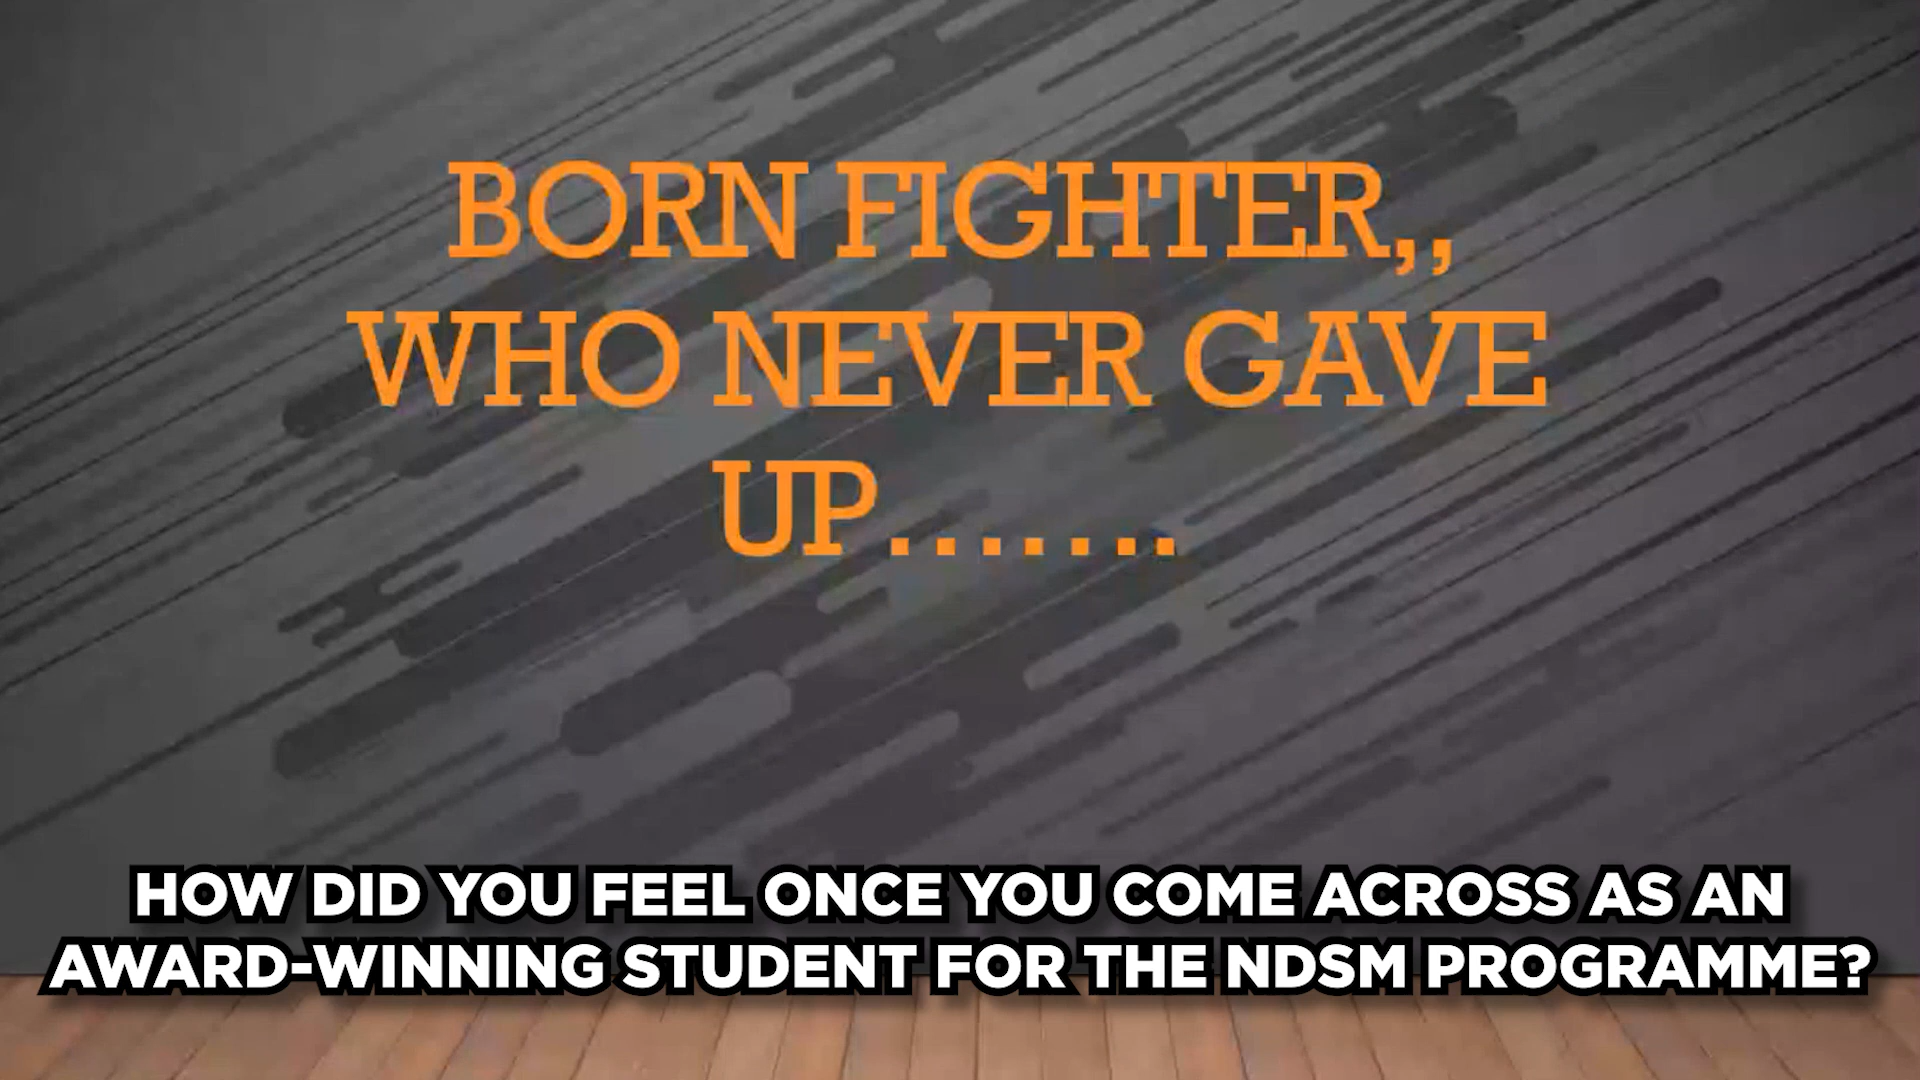 BORN FIGHTER,,
WHO NEVER GAVE
UP.......
HOW DID YOU FEEL ONCE YOU COME ACROSS AS AN
AWARD-WINNING STUDENT FOR THE NDSM PROGRAMME?